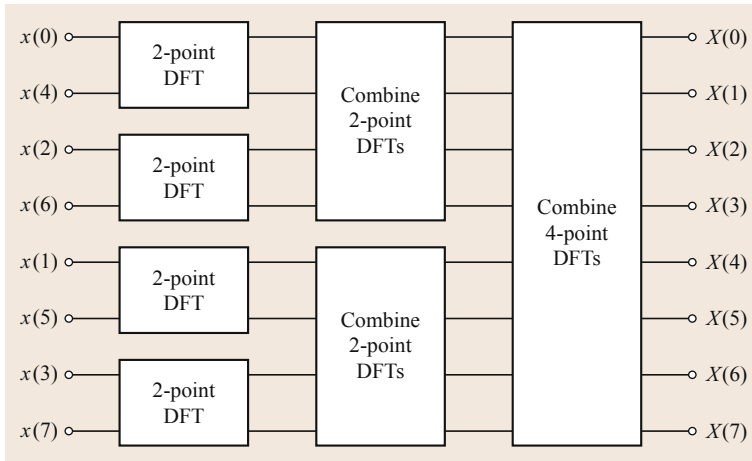 x(0)
x(4)
x(2)
x(6)
x(1)
x(5)
x(3)
x(7)
2-point
DFT
2-point
DFT
2-point
DFT
2-point
DFT
Combine
2-point
DFTs
Combine
2-point
DFTs
Combine
4-point
DFTs
X(0)
X(1)
X(2)
X(3)
X(4)
X(5)
X(6)
X(7)